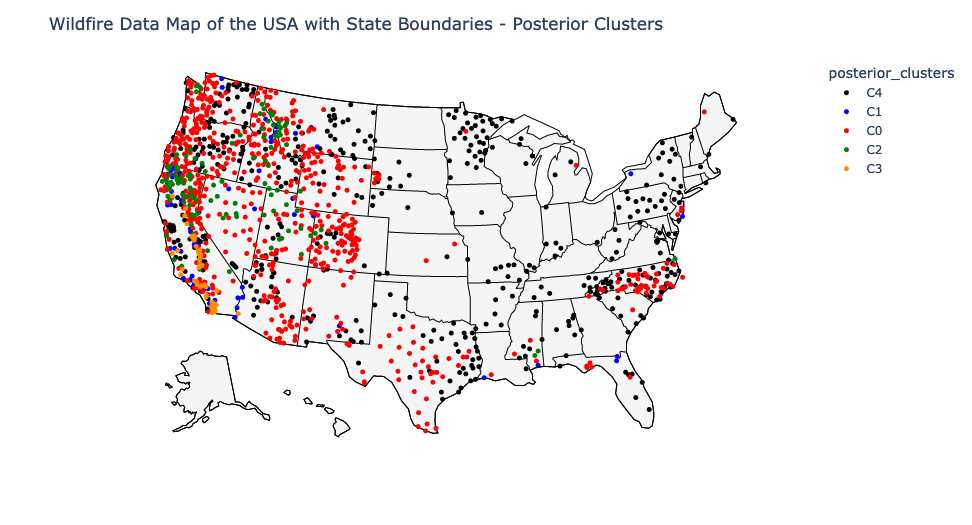 Wildfire Data Map of the USA with State Boundaries - Posterior Clusters
posterior_clusters
C4
C1
C0
C2
C3